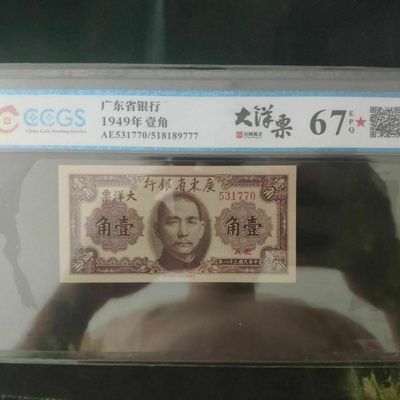 CCGS
China Coin Grading Service
广东省银行
1949年 壹角
AE531770/518189777
大洋票
67
EPQ
★
行銀省東廣
大洋票
531770
角壹
角
壹